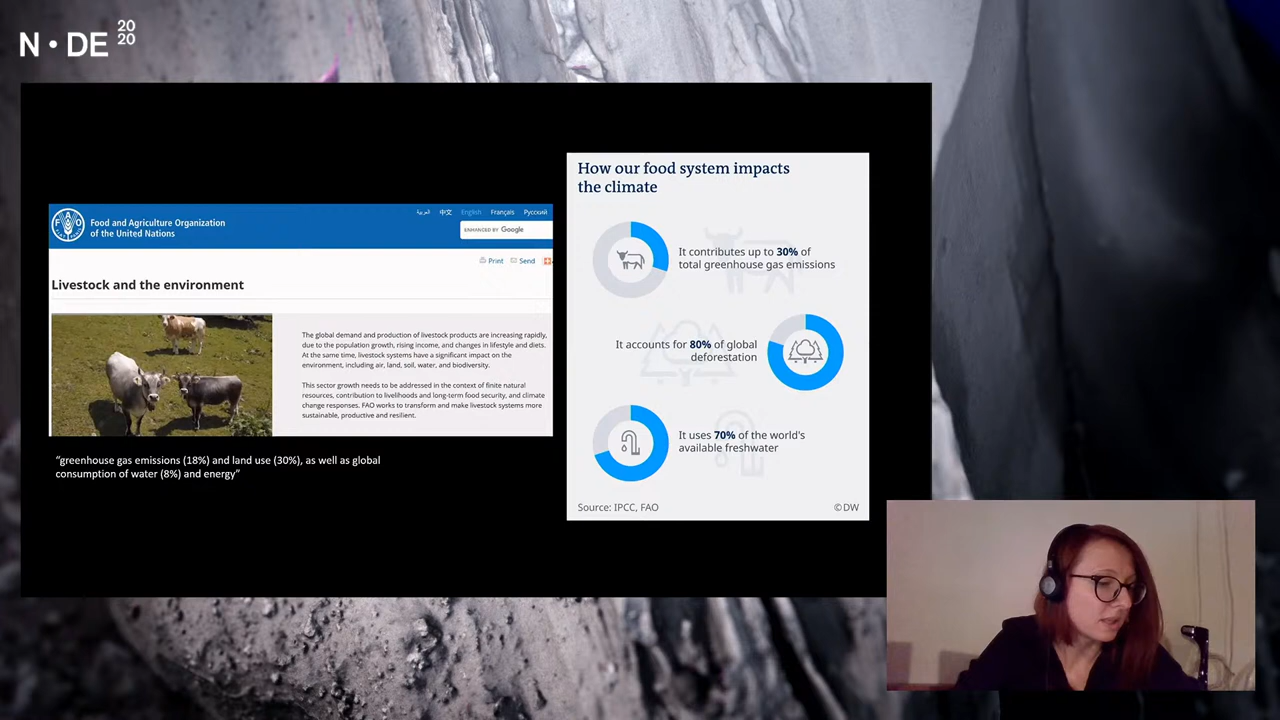 N•DE 20
20
Food and Agriculture Organization
of the United Nations
العربية 中文 English Français Русский
ENHANCED BY Google
Print Send
Livestock and the environment
The global demand and production of livestock products are increasing rapidly,
due to the population growth, rising income, and changes in lifestyle and diets.
At the same time, livestock systems have a significant impact on the
environment, including air, land, soil, water, and biodiversity.
This sector growth needs to be addressed in the context of finite natural
resources, contribution to livelihoods and long-term food security, and climate
change responses. FAO works to transform and make livestock systems more
sustainable, productive and resilient.
“greenhouse gas emissions (18%) and land use (30%), as well as global
consumption of water (8%) and energy”
How our food system impacts
the climate
It contributes up to 30% of
total greenhouse gas emissions
It accounts for 80% of global
deforestation
It uses 70% of the world's
available freshwater
Source: IPCC, FAO
© DW